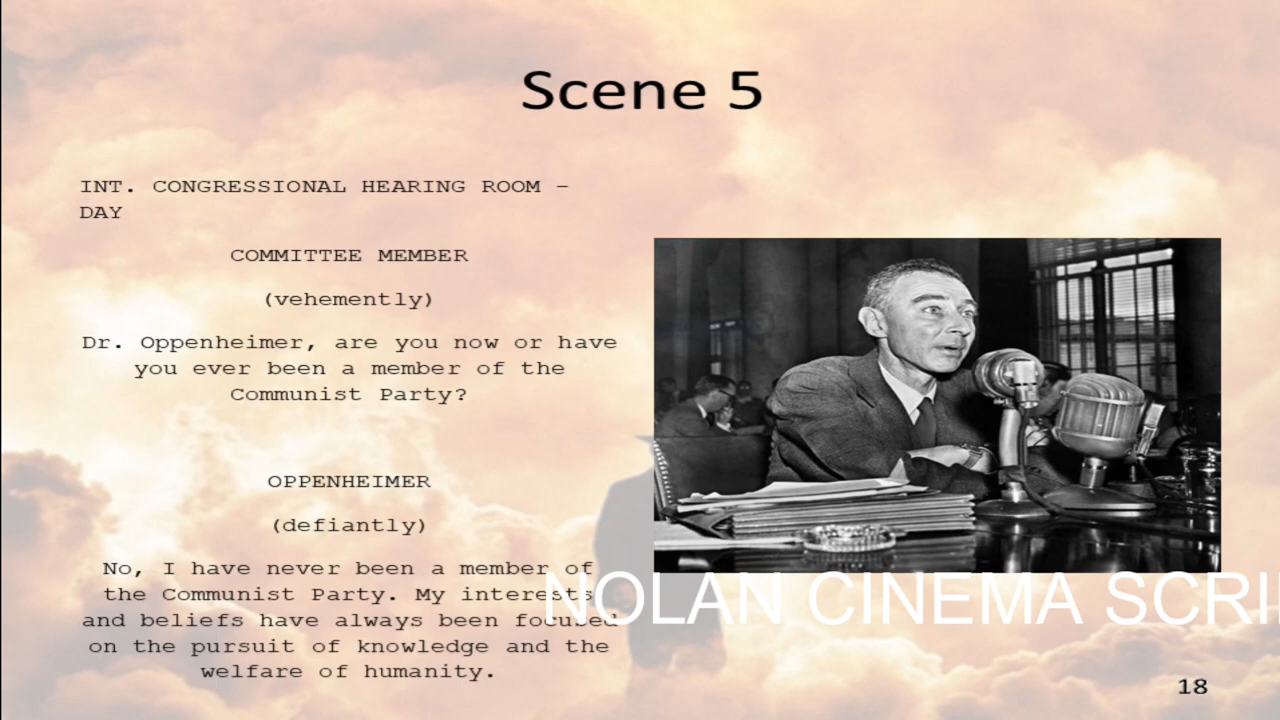 Scene 5
INT. CONGRESSIONAL HEARING ROOM –
DAY
COMMITTEE MEMBER
(vehemently)
Dr. Oppenheimer, are you now or have
you ever been a member of the
Communist Party?
OPPENHEIMER
(defiantly)
No, I have never been a member of
the Communist Party. My interests
and beliefs have always been focused
on the pursuit of knowledge and the
welfare of humanity.
NOLAN CINEMA SCRI
18